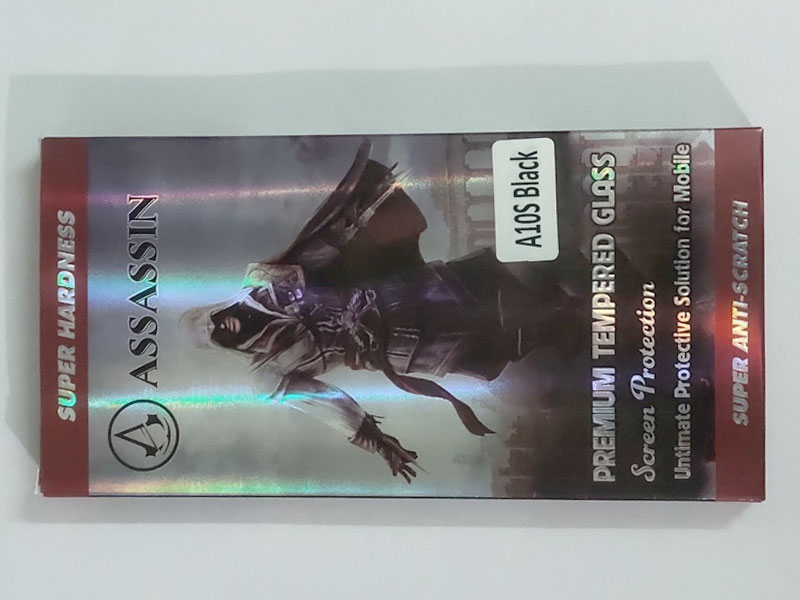 SUPER HARDNESS
ASSASSIN
A10S Black
PREMIUM TEMPERED GLASS
Screen Protection
Untimate Protective Solution for Mobile
SUPER ANTI-SCRATCH